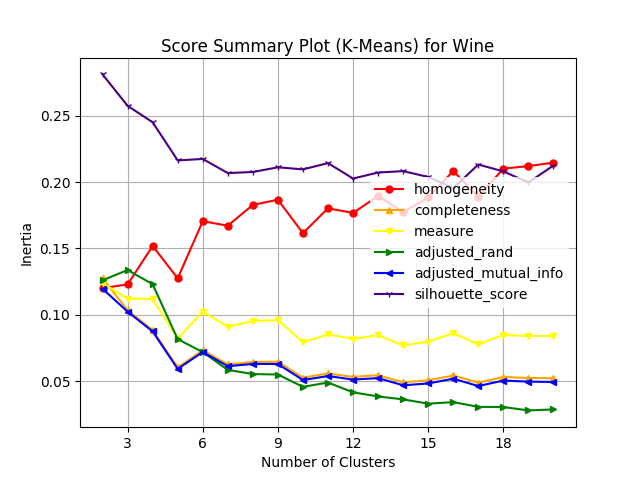 Score Summary Plot (K-Means) for Wine
Inertia
0.25
0.20
0.15
0.10
0.05
homogeneity
completeness
measure
adjusted_rand
adjusted_mutual_info
silhouette_score
3 6 9 12 15 18
Number of Clusters